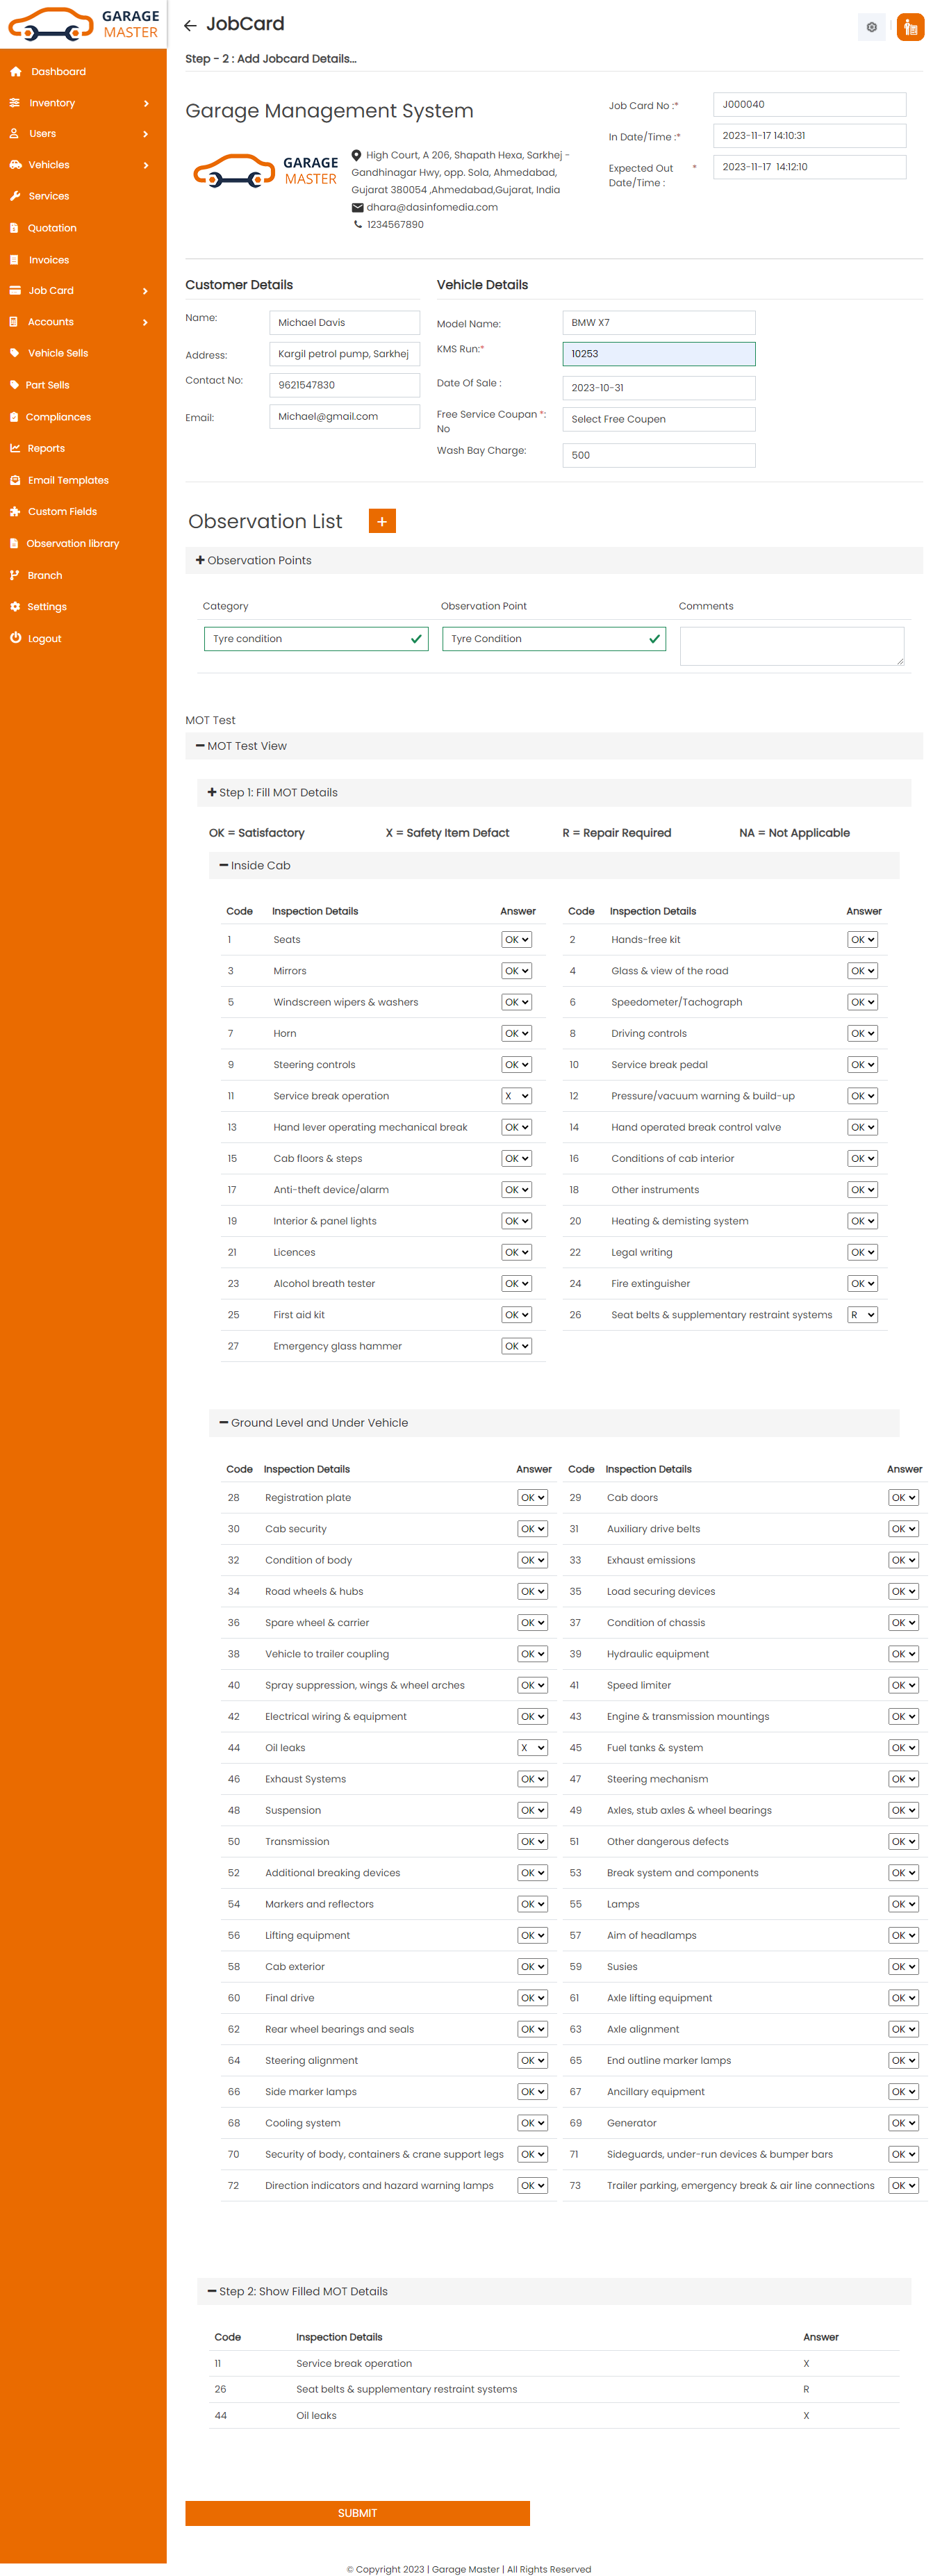 GARAGE
MASTER
JobCard
Dashboard
Inventory
Users
Vehicles
Services
Quotation
Invoices
Job Card
Accounts
Vehicle Sells
Part Sells
Compliances
Reports
Email Templates
Custom Fields
Observation library
Branch
Settings
Logout
Step - 2 : Add Jobcard Details...
Garage Management System
GARAGE
MASTER
High Court, A 206, Shapath Hexa, Sarkhej -
Gandhinagar Hwy, opp. Sola, Ahmedabad,
Gujarat 380054 ,Ahmedabad,Gujarat, India
dhara@dasinfomedia.com
1234567890
Job Card No :* J000040
In Date/Time :* 2023-11-17 14:10:31
Expected Out * 2023-11-17 14:12:10
Date/Time :
Customer Details
Name: Michael Davis
Address: Kargil petrol pump, Sarkhej
Contact No: 9621547830
Email: Michael@gmail.com
Vehicle Details
Model Name: BMW X7
KMS Run:* 10253
Date Of Sale : 2023-10-31
Free Service Coupan *: Select Free Coupen
No
Wash Bay Charge: 500
Observation List +
Observation Points
Category Observation Point Comments
Tyre condition Tyre Condition
MOT Test
MOT Test View
Step 1: Fill MOT Details
OK = Satisfactory X = Safety Item Defact R = Repair Required NA = Not Applicable
Inside Cab
Code Inspection Details Answer Code Inspection Details Answer
1 Seats OK 2 Hands-free kit OK
3 Mirrors OK 4 Glass & view of the road OK
5 Windscreen wipers & washers OK 6 Speedometer/Tachograph OK
7 Horn OK 8 Driving controls OK
9 Steering controls OK 10 Service break pedal OK
11 Service break operation X 12 Pressure/vacuum warning & build-up OK
13 Hand lever operating mechanical break OK 14 Hand operated break control valve OK
15 Cab floors & steps OK 16 Conditions of cab interior OK
17 Anti-theft device/alarm OK 18 Other instruments OK
19 Interior & panel lights OK 20 Heating & demisting system OK
21 Licences OK 22 Legal writing OK
23 Alcohol breath tester OK 24 Fire extinguisher OK
25 First aid kit OK 26 Seat belts & supplementary restraint systems R
27 Emergency glass hammer OK
Ground Level and Under Vehicle
Code Inspection Details Answer Code Inspection Details Answer
28 Registration plate OK 29 Cab doors OK
30 Cab security OK 31 Auxiliary drive belts OK
32 Condition of body OK 33 Exhaust emissions OK
34 Road wheels & hubs OK 35 Load securing devices OK
36 Spare wheel & carrier OK 37 Condition of chassis OK
38 Vehicle to trailer coupling OK 39 Hydraulic equipment OK
40 Spray suppression, wings & wheel arches OK 41 Speed limiter OK
42 Electrical wiring & equipment OK 43 Engine & transmission mountings OK
44 Oil leaks X 45 Fuel tanks & system OK
46 Exhaust Systems OK 47 Steering mechanism OK
48 Suspension OK 49 Axles, stub axles & wheel bearings OK
50 Transmission OK 51 Other dangerous defects OK
52 Additional breaking devices OK 53 Break system and components OK
54 Markers and reflectors OK 55 Lamps OK
56 Lifting equipment OK 57 Aim of headlamps OK
58 Cab exterior OK 59 Susies OK
60 Final drive OK 61 Axle lifting equipment OK
62 Rear wheel bearings and seals OK 63 Axle alignment OK
64 Steering alignment OK 65 End outline marker lamps OK
66 Side marker lamps OK 67 Ancillary equipment OK
68 Cooling system OK 69 Generator OK
70 Security of body, containers & crane support legs OK 71 Sideguards, under-run devices & bumper bars OK
72 Direction indicators and hazard warning lamps OK 73 Trailer parking, emergency break & air line connections OK
Step 2: Show Filled MOT Details
Code Inspection Details Answer
11 Service break operation X
26 Seat belts & supplementary restraint systems R
44 Oil leaks X
SUBMIT
© Copyright 2023 | Garage Master | All Rights Reserved